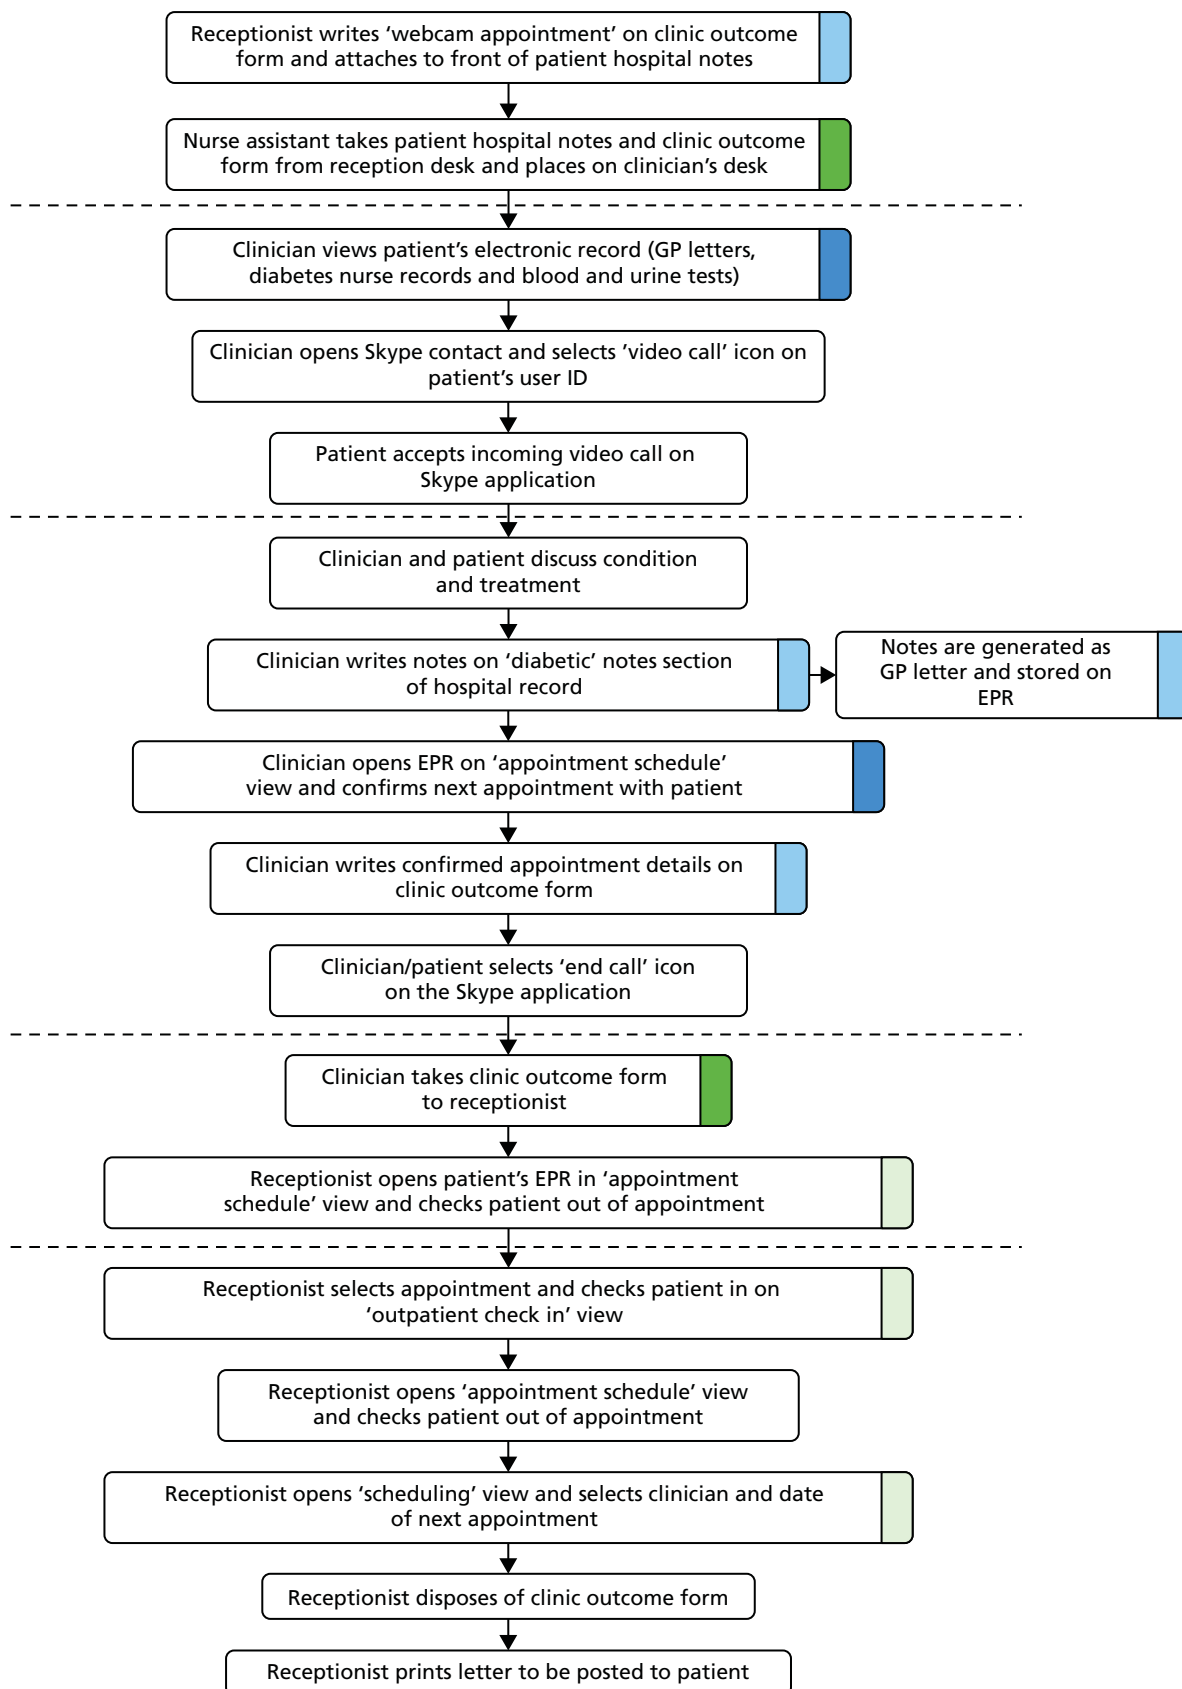 Receptionist writes ‘webcam appointment’ on clinic outcome
form and attaches to front of patient hospital notes
Nurse assistant takes patient hospital notes and clinic outcome
form from reception desk and places on clinician’s desk
Clinician views patient’s electronic record (GP letters,
diabetes nurse records and blood and urine tests)
Clinician opens Skype contact and selects ’video call’ icon on
patient’s user ID
Patient accepts incoming video call on
Skype application
Clinician and patient discuss condition
and treatment
Clinician writes notes on ‘diabetic’ notes section
of hospital record
Notes are generated as
GP letter and stored on
EPR
Clinician opens EPR on ‘appointment schedule’
view and confirms next appointment with patient
Clinician writes confirmed appointment details on
clinic outcome form
Clinician/patient selects ‘end call’ icon
on the Skype application
Clinician takes clinic outcome form
to receptionist
Receptionist opens patient’s EPR in ‘appointment
schedule’ view and checks patient out of appointment
Receptionist selects appointment and checks patient in on
‘outpatient check in’ view
Receptionist opens ‘appointment schedule’ view
and checks patient out of appointment
Receptionist opens ‘scheduling’ view and selects clinician and date
of next appointment
Receptionist disposes of clinic outcome form
Receptionist prints letter to be posted to patient